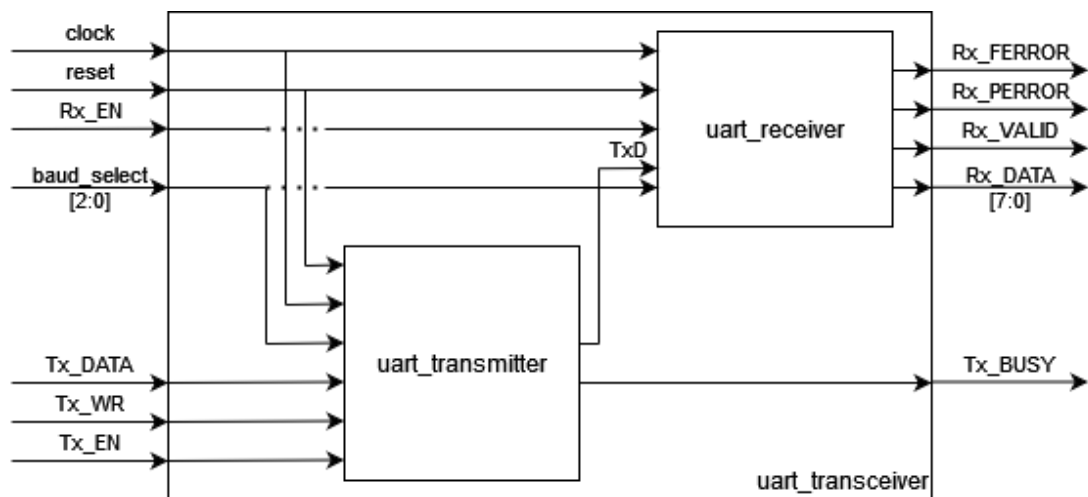 clock
Rx_FERROR
reset
Rx_PERROR
Rx_EN
uart_receiver
Rx_VALID
TxD
baud_select
[2:0]
Rx_DATA
[7:0]
Tx_DATA
uart_transmitter
Tx_BUSY
Tx_WR
Tx_EN
uart_transceiver